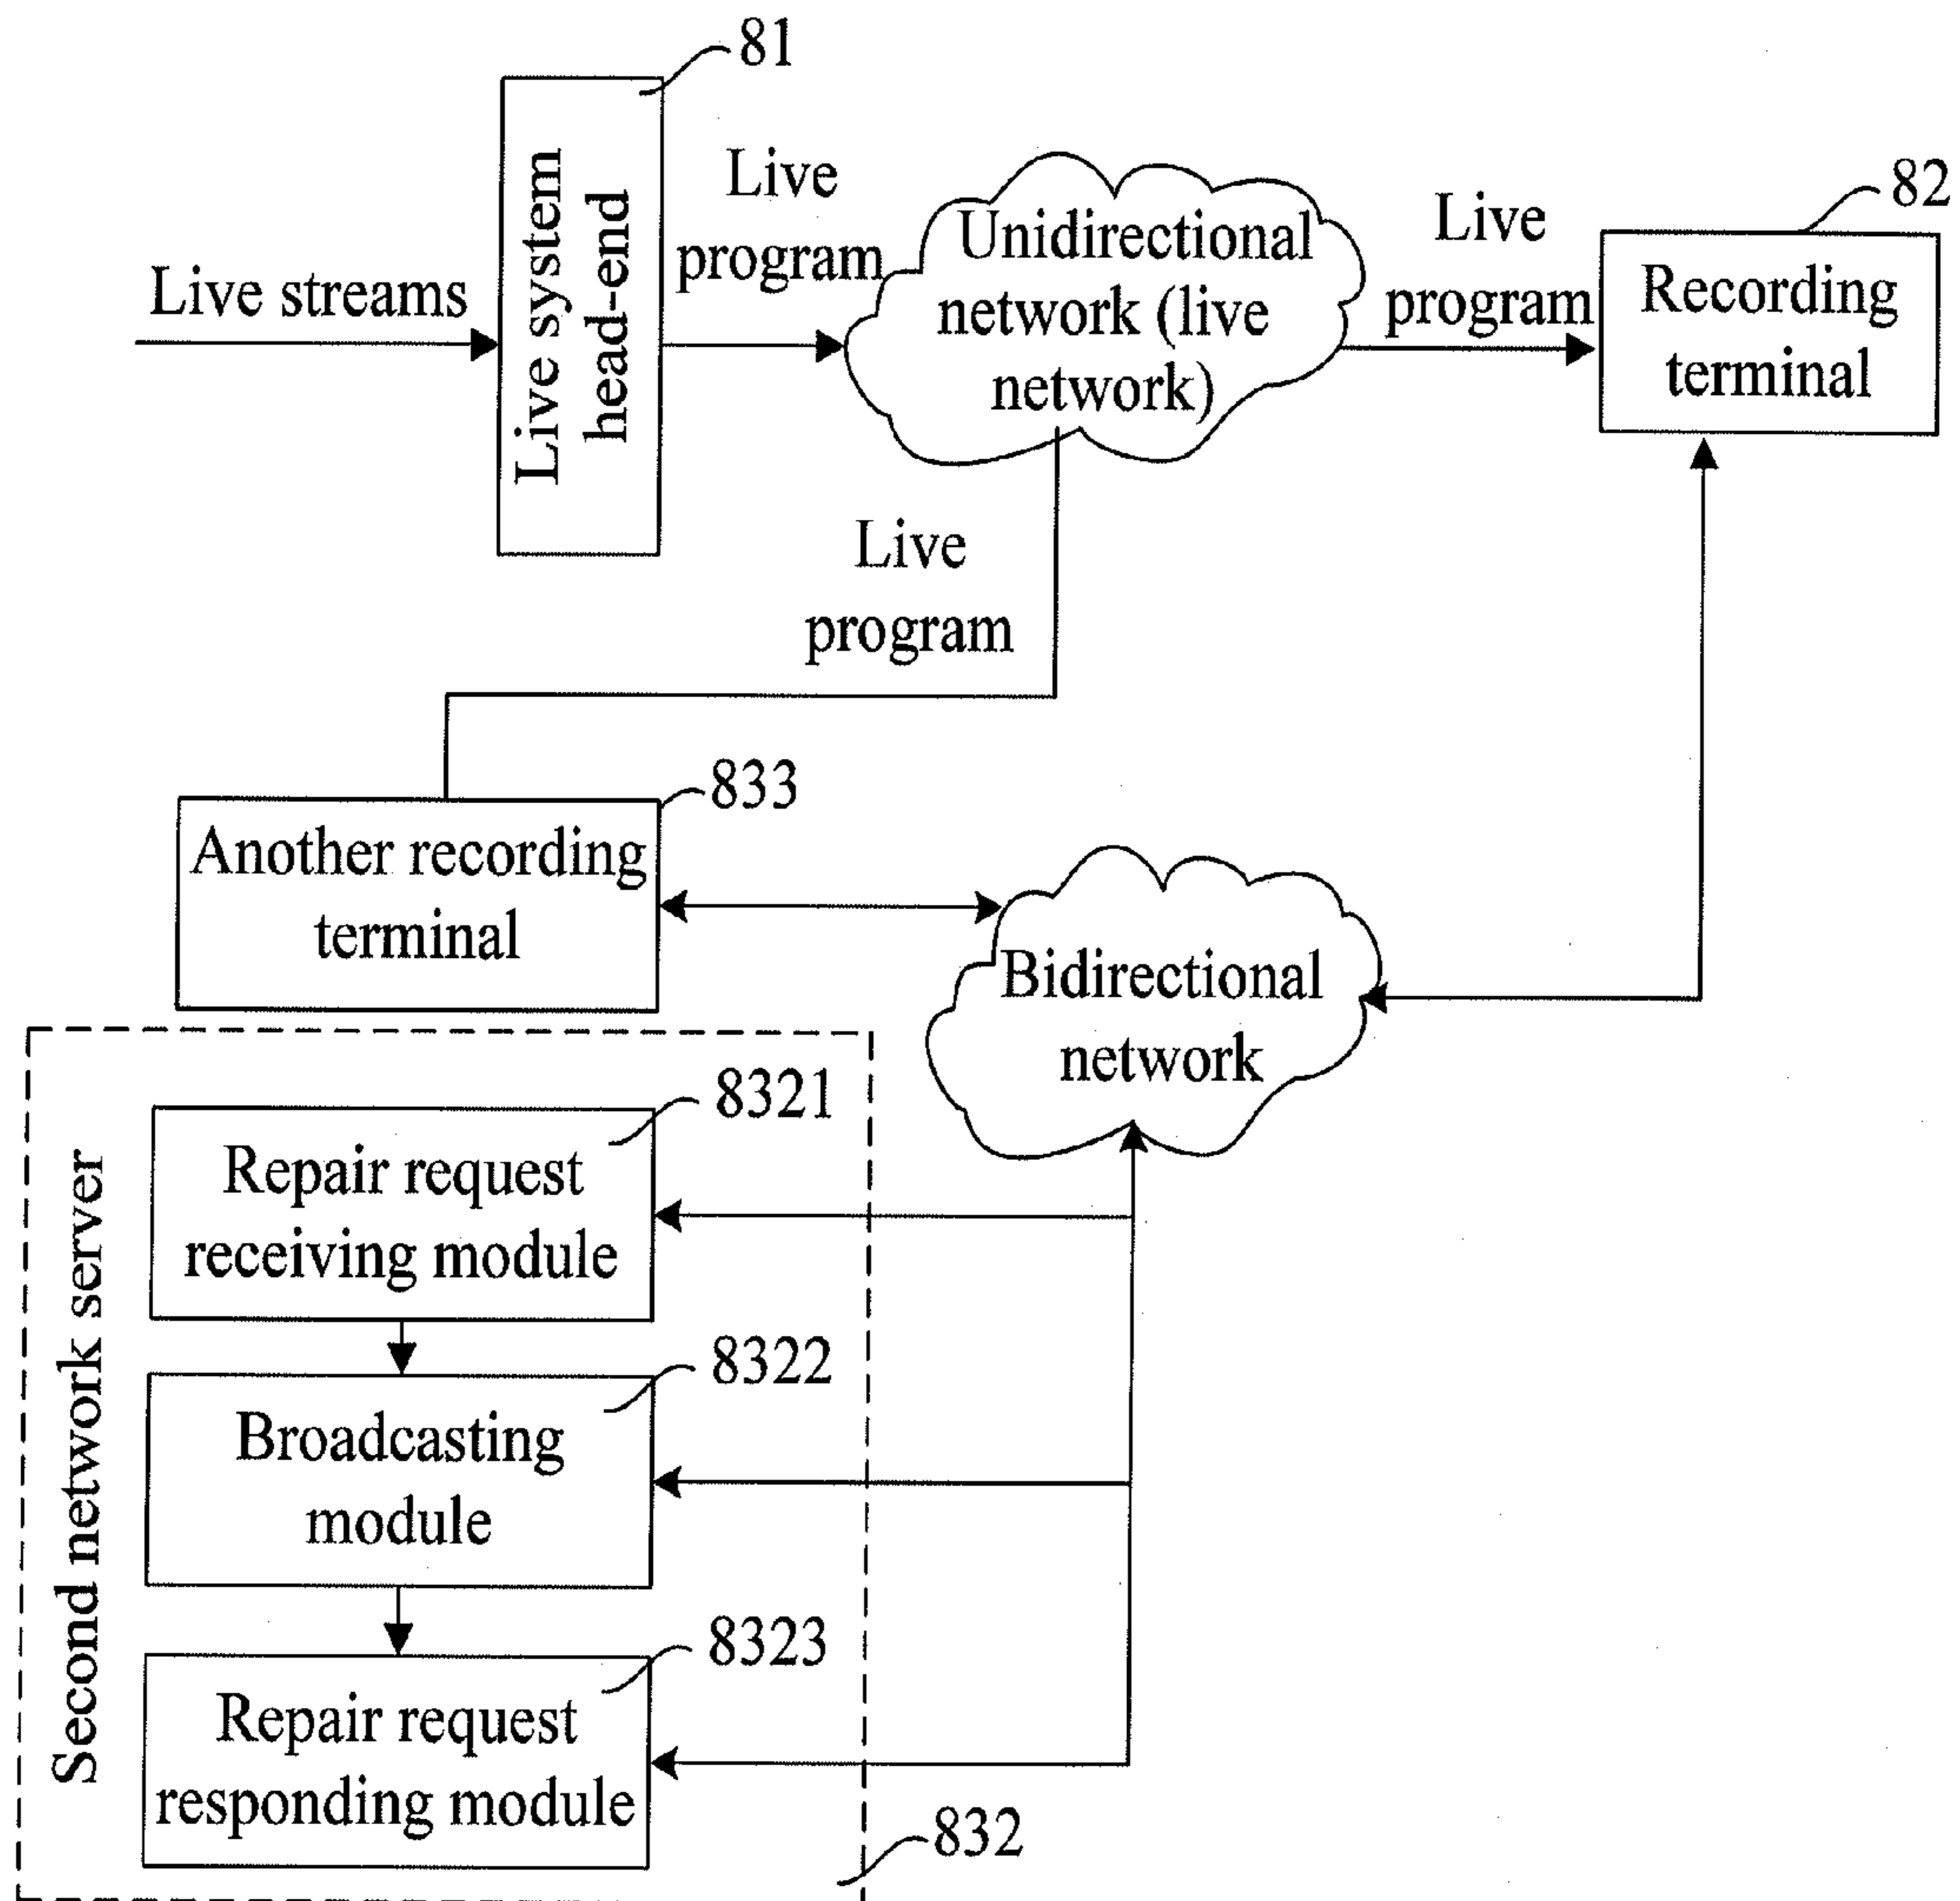 81
Live system
head-end
Live streams
Live
program
Unidirectional
network (live
network)
Live
program
82
Recording
terminal
Live
program
833
Another recording
terminal
Bidirectional
network
Second network server
8321
Repair request
receiving module
8322
Broadcasting
module
8323
Repair request
responding module
832